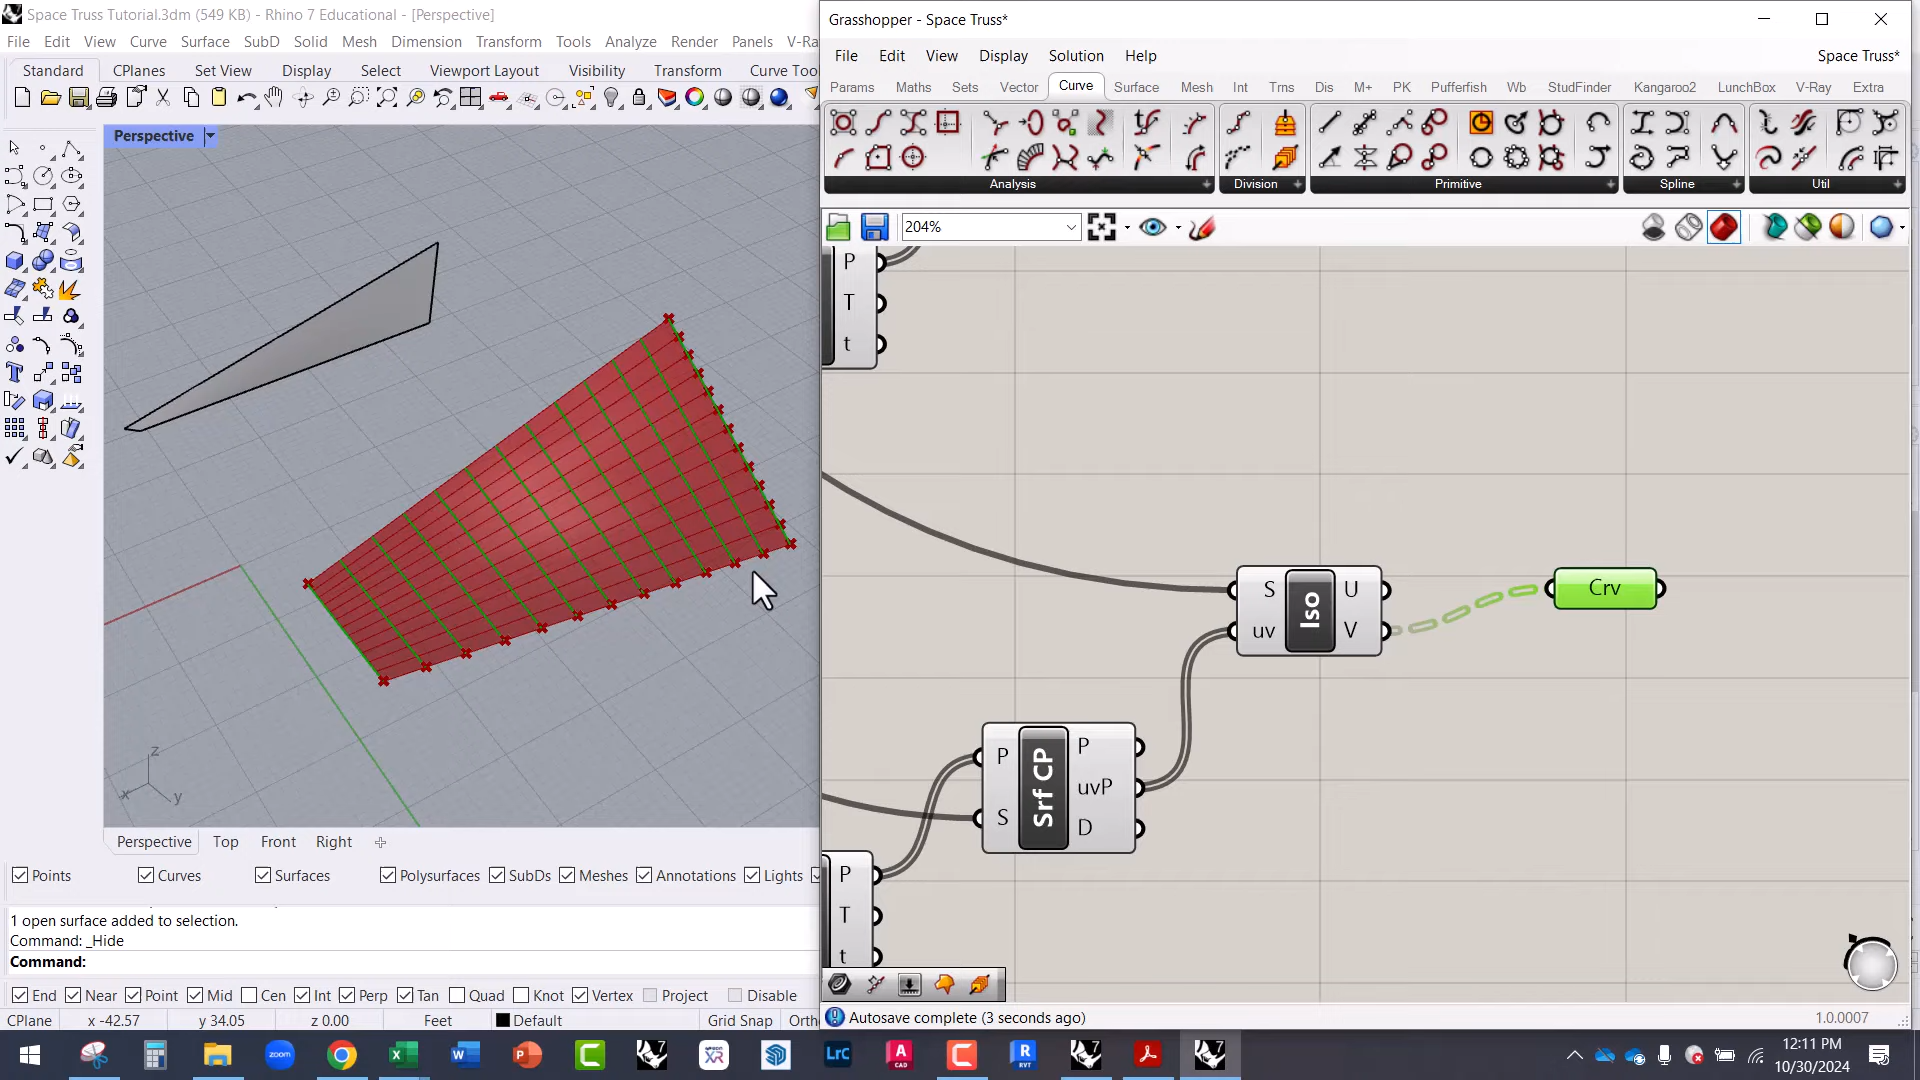 Space Truss Tutorial.3dm (549 KB) - Rhino 7 Educational - [Perspective]
File Edit View Curve Surface SubD Solid Mesh Dimension Transform Tools Analyze Render Panels V-Ra
Standard CPlanes Set View Display Select Viewport Layout Visibility Transform Curve Too
Perspective
z
x
y
Perspective Top Front Right
Points Curves Surfaces Polysurfaces SubDs Meshes Annotations Lights
1 open surface added to selection.
Command: _Hide
Command:
End Near Point Mid Cen Int Perp Tan Quad Knot Vertex Project Disable
CPlane x -42.57 y 34.05 z 0.00 Feet Default Grid Snap Ortho
Grasshopper - Space Truss*
File Edit View Display Solution Help Space Truss*
Params Maths Sets Vector Curve Surface Mesh Int Trns Dis M+ PK Pufferfish Wb StudFinder Kangaroo2 LunchBox V-Ray Extra
Analysis Division Primitive Spline Util
204%
P
T
t
S U
Iso
uv V
Crv
P P
Srf CP
uvP
S D
P
T
t
Autosave complete (3 seconds ago) 1.0.0007
12:11 PM
10/30/2024